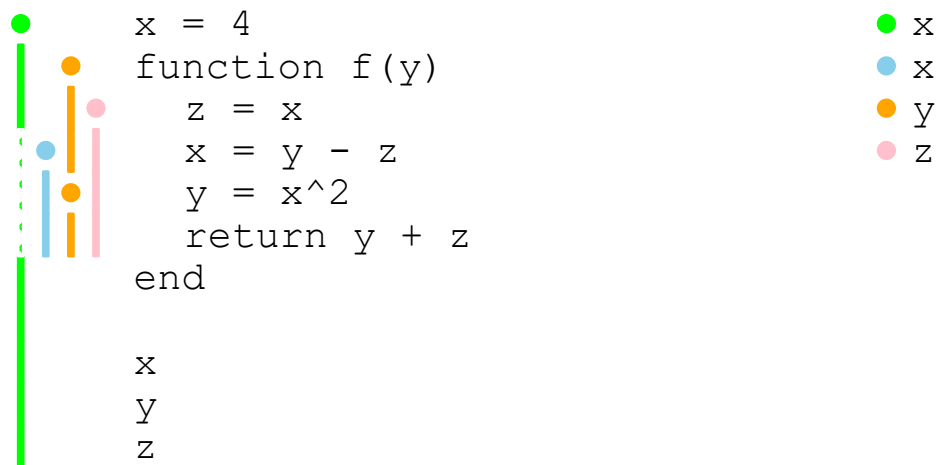 x = 4
function f(y)
  z = x
  x = y - z
  y = x^2
  return y + z
end
x
y
z
x
x
y
z